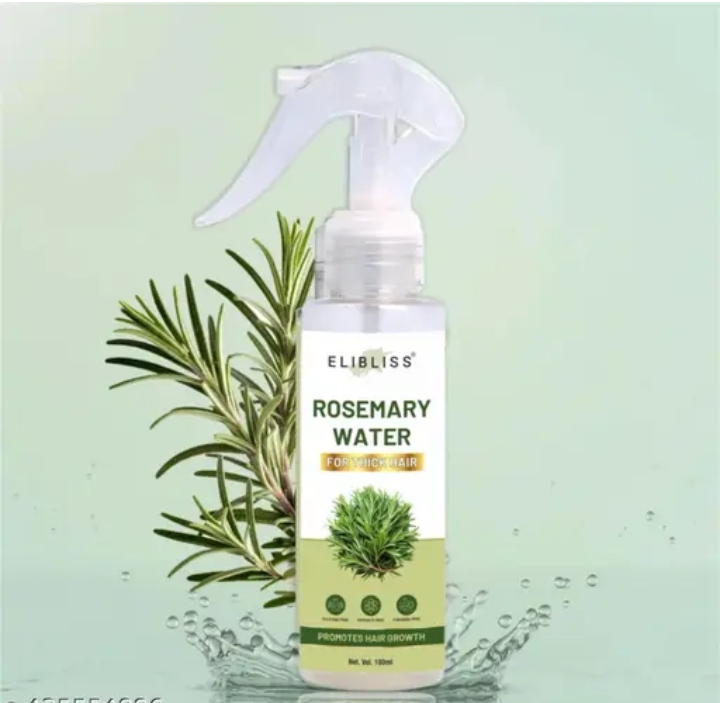 ELIBLISS®
ROSEMARY
WATER
FOR THICK HAIR
PROMOTES HAIR GROWTH
Net. Vol. 100ml